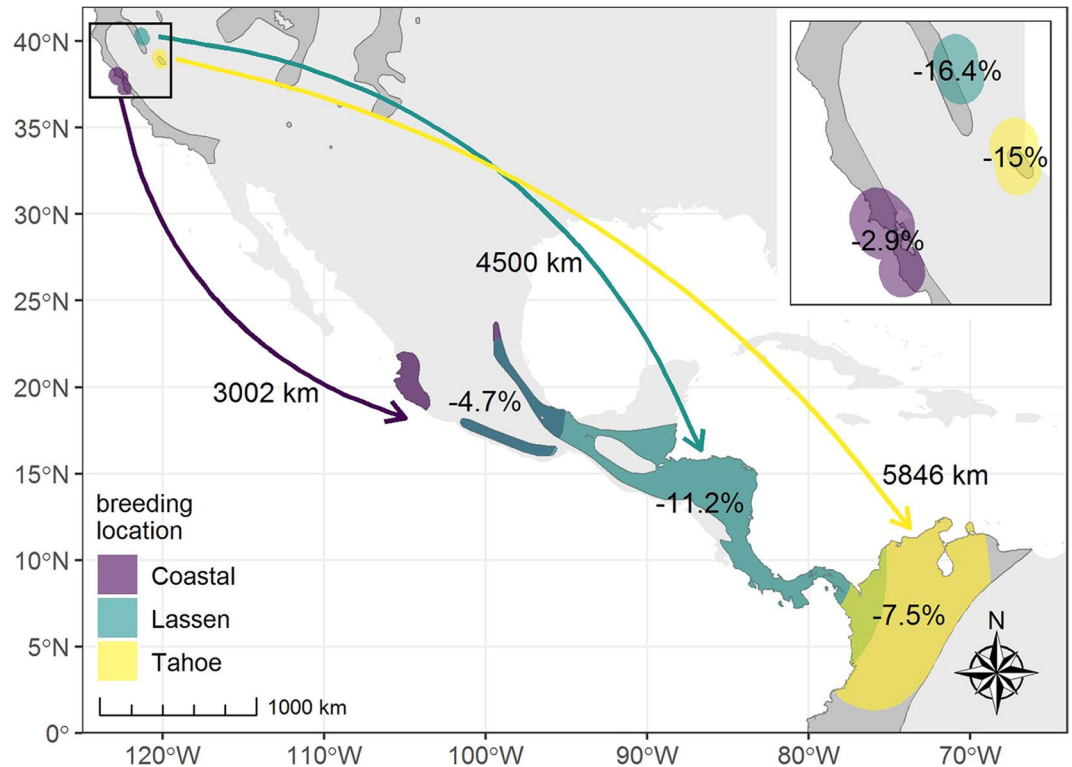 40°N
35°N
30°N
25°N
20°N
15°N
10°N
5°N
0°
120°W
110°W
100°W
90°W
80°W
70°W
-16.4%
-15%
-2.9%
4500 km
3002 km
-4.7%
5846 km
-11.2%
-7.5%
N
breeding
location
Coastal
Lassen
Tahoe
1000 km